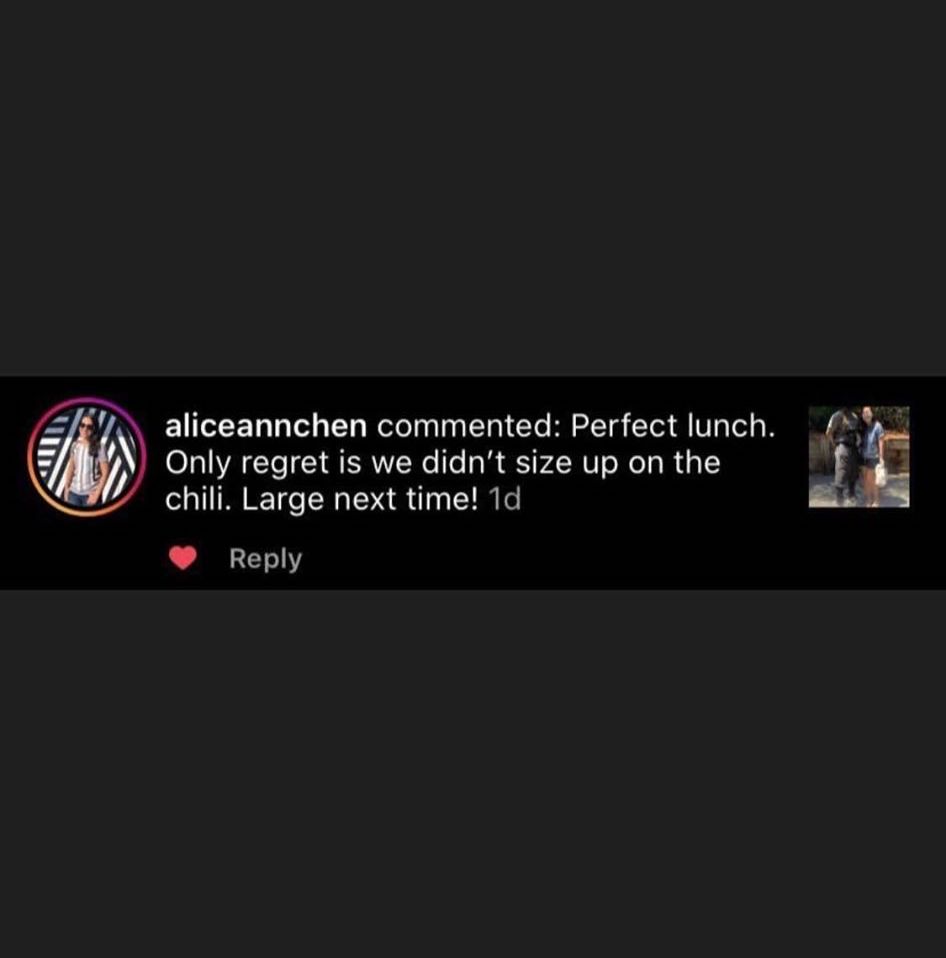 aliceannchen commented: Perfect lunch.
Only regret is we didn’t size up on the
chili. Large next time! 1d
Reply